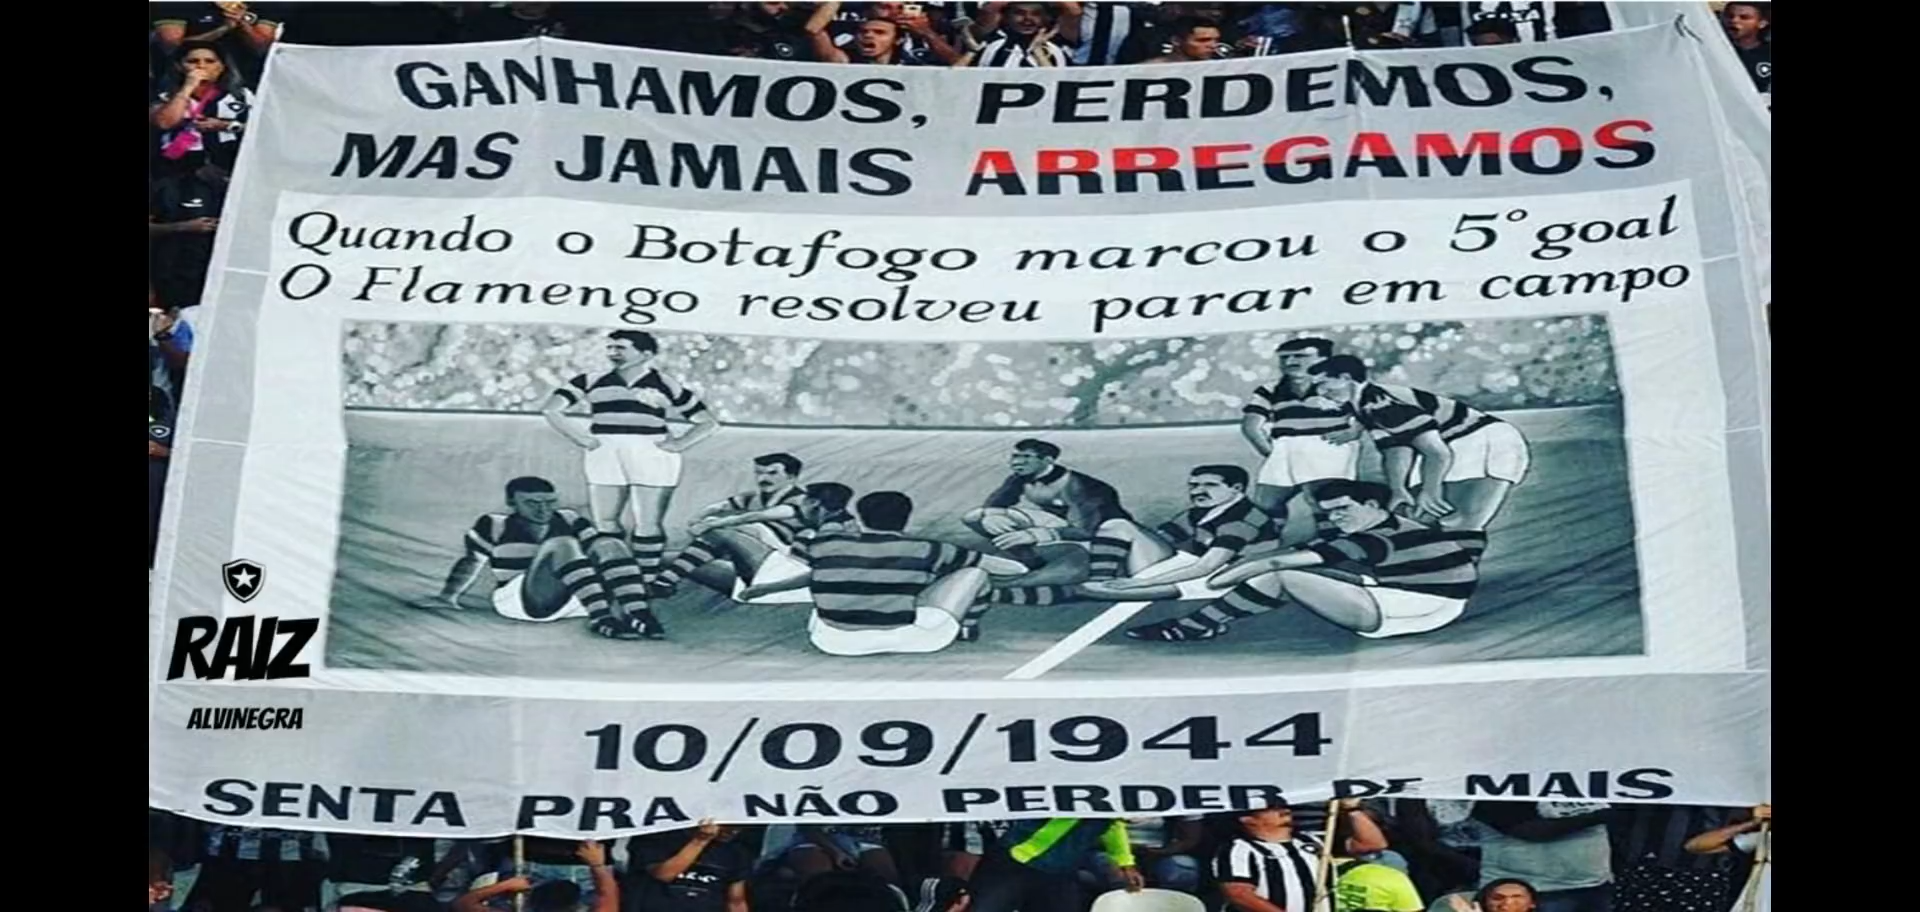 GANHAMOS, PERDEMOS,
MAS JAMAIS ARREGAMOS
Quando o Botafogo marcou o 5° goal
O Flamengo resolveu parar em campo
RAIZ
ALVINEGRA
10/09/1944
SENTA PRA NÃO PERDER DE MAIS